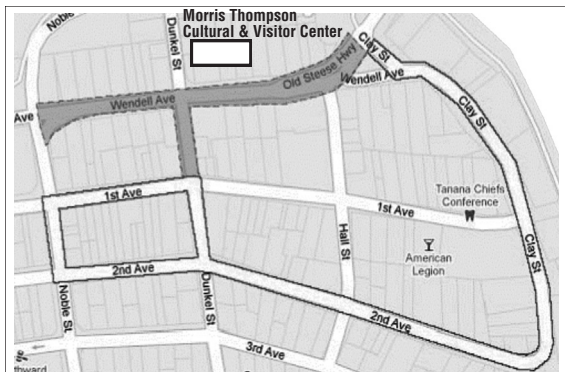 Morris Thompson
Cultural & Visitor Center
Noble
Dunkel St
Clay St
Old Steese Hwy
Wendell Ave
Wendell Ave
Ave
Clay St
Tanana Chiefs
Conference
1st Ave
1st Ave
Hall St
American
Legion
Clay St
2nd Ave
Noble St
Dunkel St
2nd Ave
3rd Ave
thward